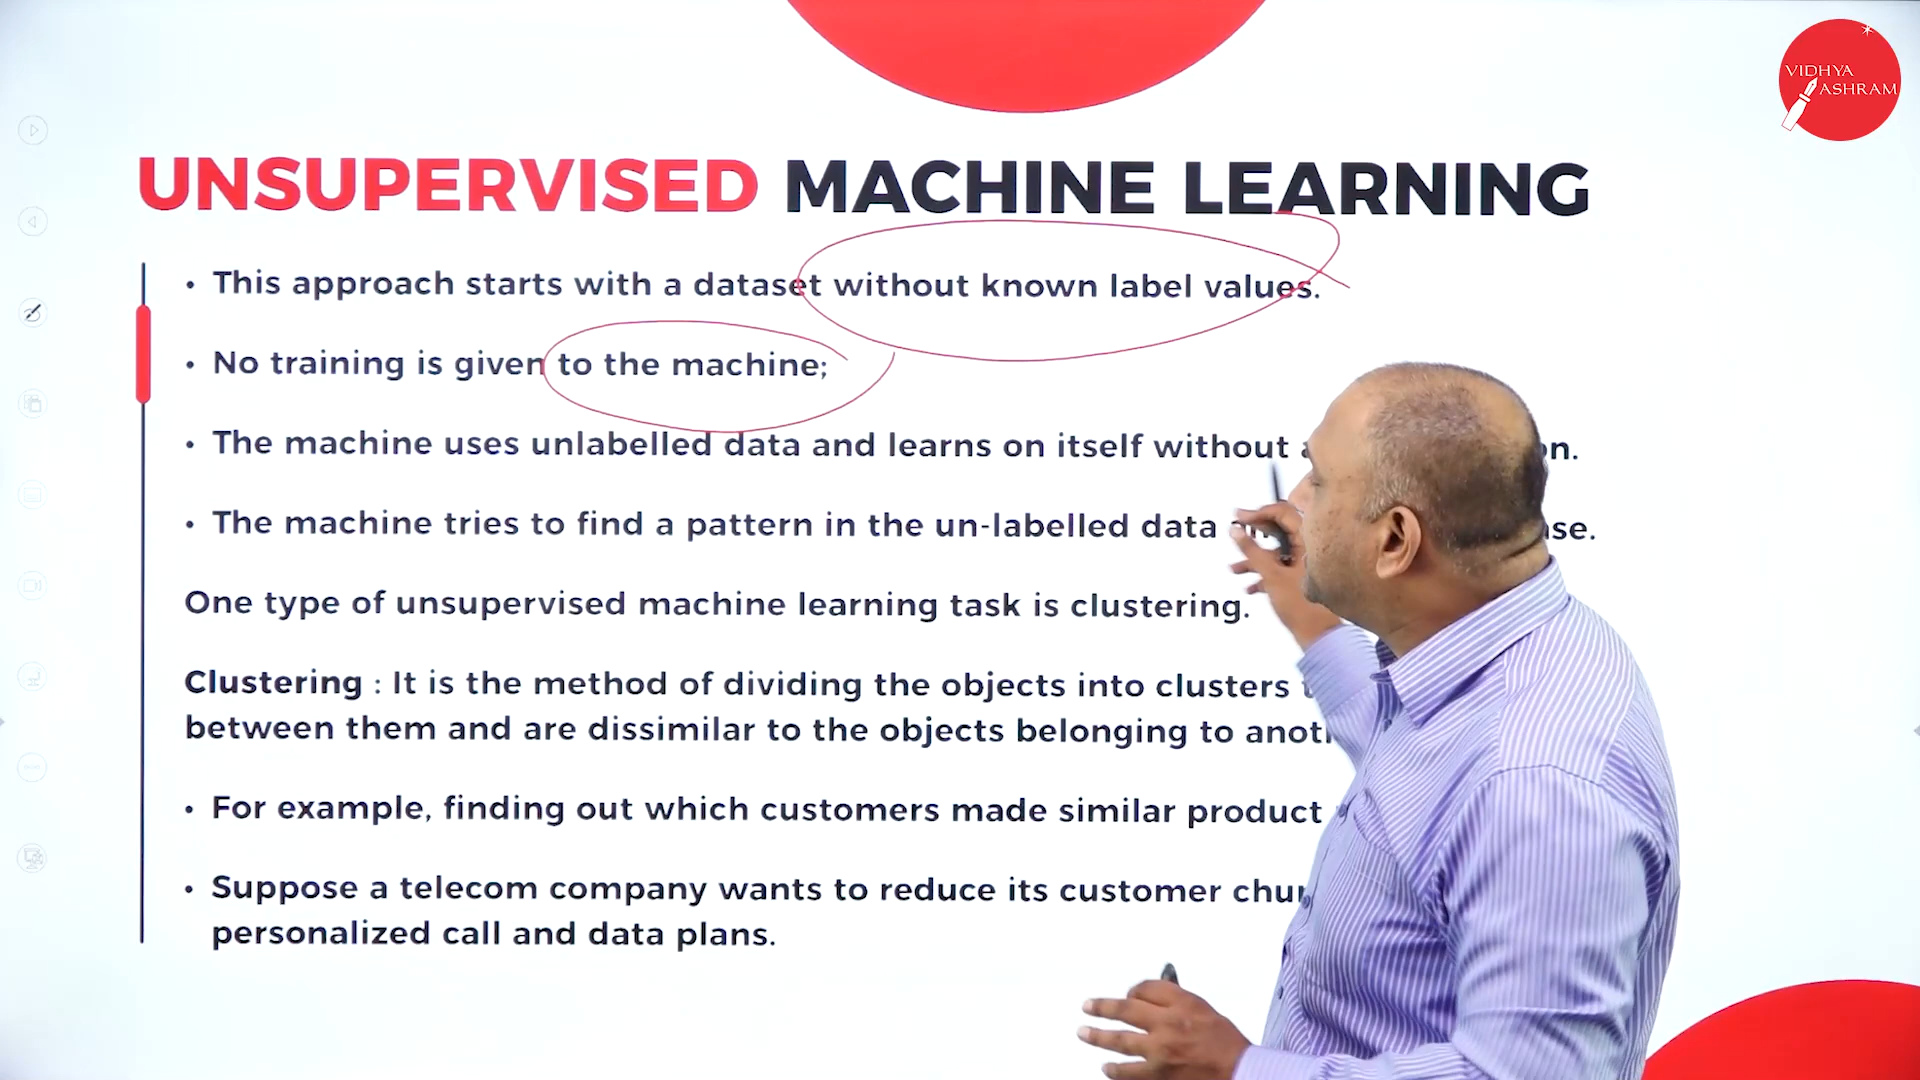 VIDHYA
ASHRAM
UNSUPERVISED MACHINE LEARNING
• This approach starts with a dataset without known label values.
• No training is given to the machine;
• The machine uses unlabelled data and learns on itself without
• The machine tries to find a pattern in the un-labelled data
One type of unsupervised machine learning task is clustering.
Clustering : It is the method of dividing the objects into clusters
between them and are dissimilar to the objects belonging to
• For example, finding out which customers made similar product
• Suppose a telecom company wants to reduce its customer
personalized call and data plans.